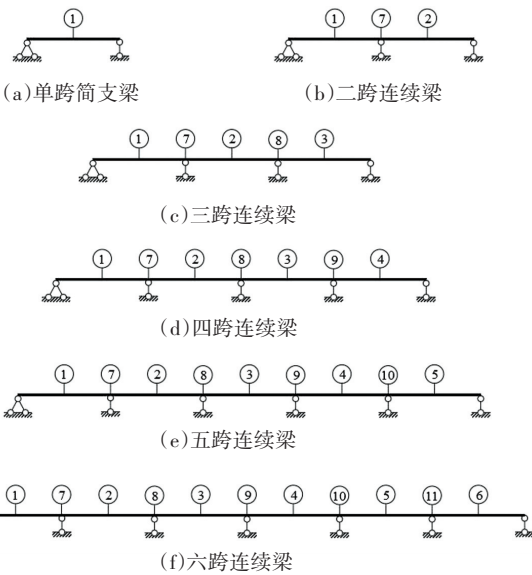 ①
(a)单跨简支梁
① ⑦ ②
(b)二跨连续梁
① ⑦ ② ⑧ ③
(c)三跨连续梁
① ⑦ ② ⑧ ③ ⑨ ④
(d)四跨连续梁
① ⑦ ② ⑧ ③ ⑨ ④ ⑩ ⑤
(e)五跨连续梁
① ⑦ ② ⑧ ③ ⑨ ④ ⑩ ⑤ ⑪ ⑥
(f)六跨连续梁